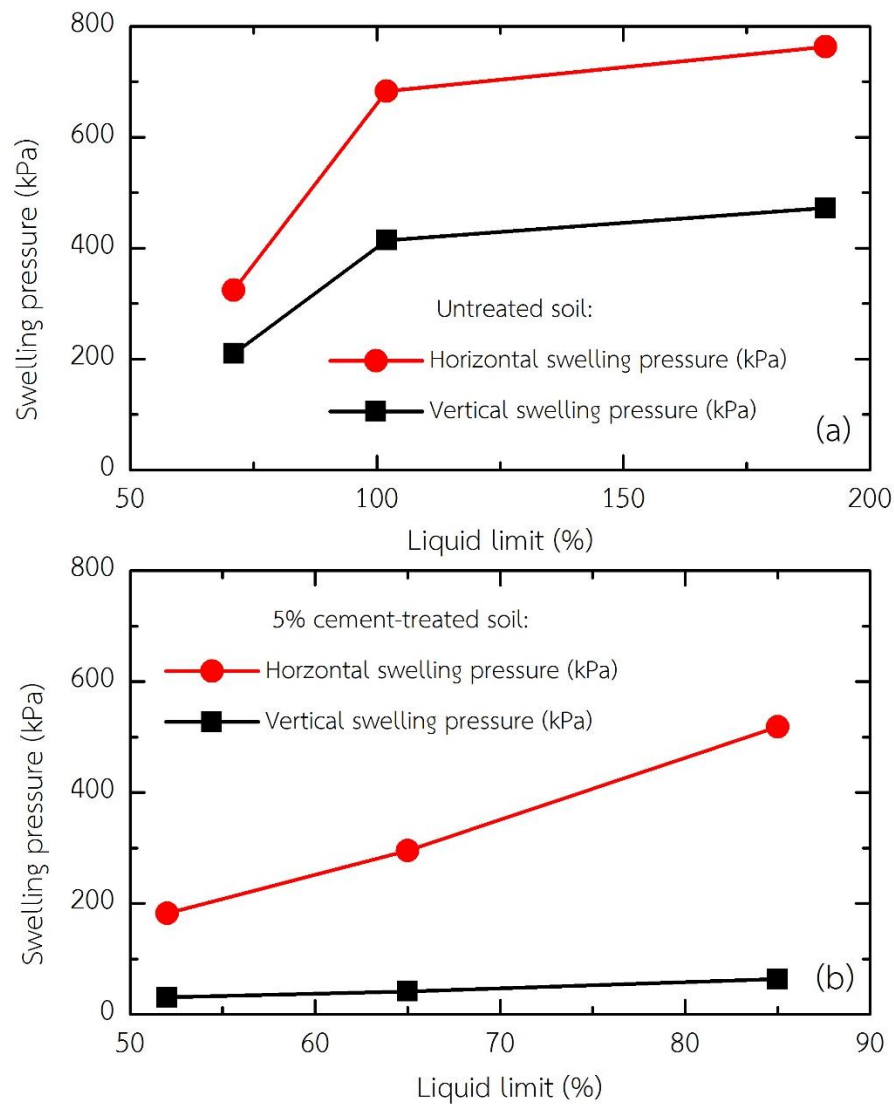 800
600
400
200
0
Swelling pressure (kPa)
Untreated soil:
Horizontal swelling pressure (kPa)
Vertical swelling pressure (kPa)
(a)
50 100 150 200
Liquid limit (%)
800
600
400
200
0
Swelling pressure (kPa)
5% cement-treated soil:
Horzontal swelling pressure (kPa)
Vertical swelling pressure (kPa)
(b)
50 60 70 80 90
Liquid limit (%)